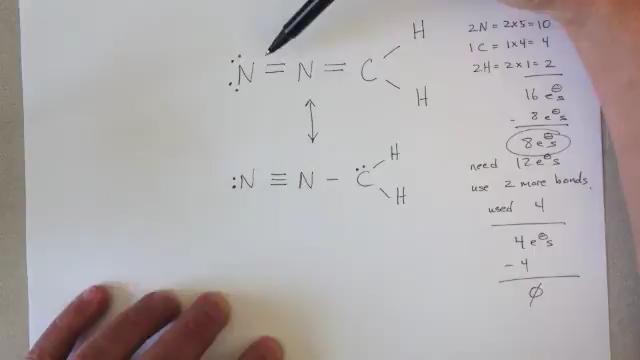 H
:N̈ = N = C
H
:N ≡ N - C̈
H
H
2N = 2x5 = 10
1C = 1x4 = 4
2H = 2x1 = 2
16 e⊖s
- 8 e⊖s
8 e⊖s
need 12 e⊖s
use 2 more bonds.
used 4
4 e⊖s
- 4
∅